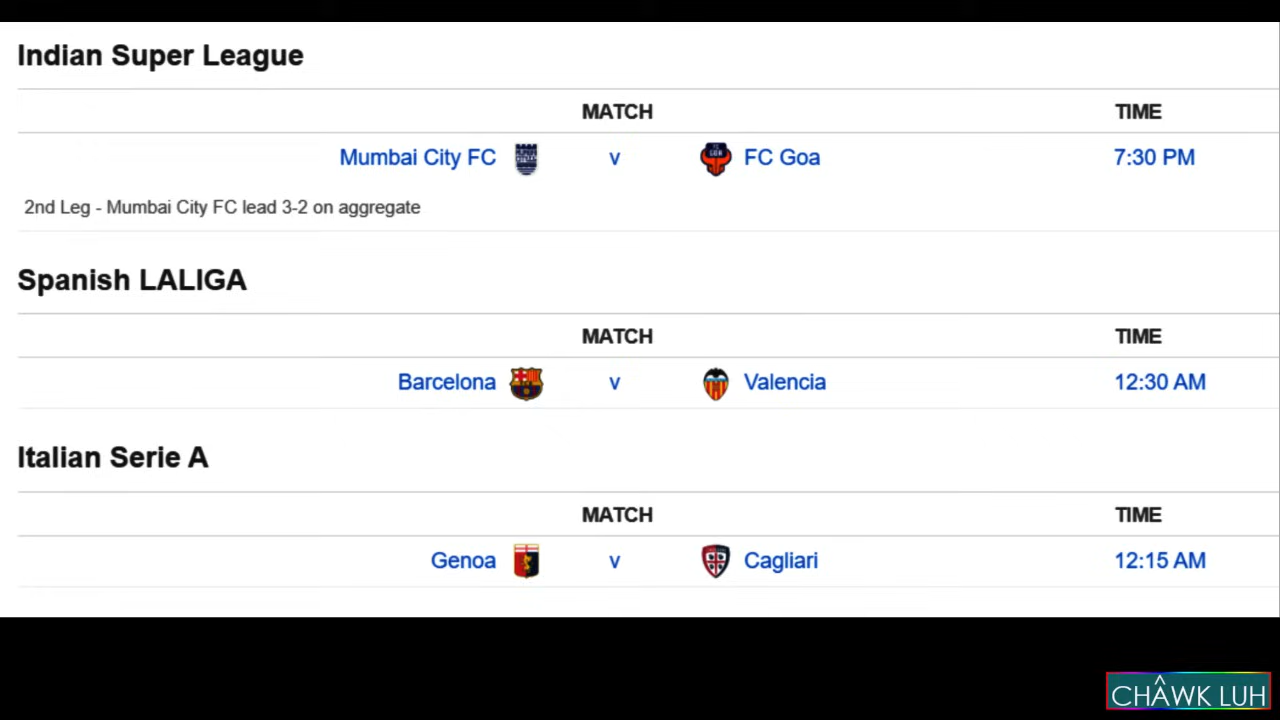 Indian Super League
MATCH TIME
Mumbai City FC v FC Goa 7:30 PM
2nd Leg - Mumbai City FC lead 3-2 on aggregate
Spanish LALIGA
MATCH TIME
Barcelona v Valencia 12:30 AM
Italian Serie A
MATCH TIME
Genoa v Cagliari 12:15 AM
CHÂWK LUH